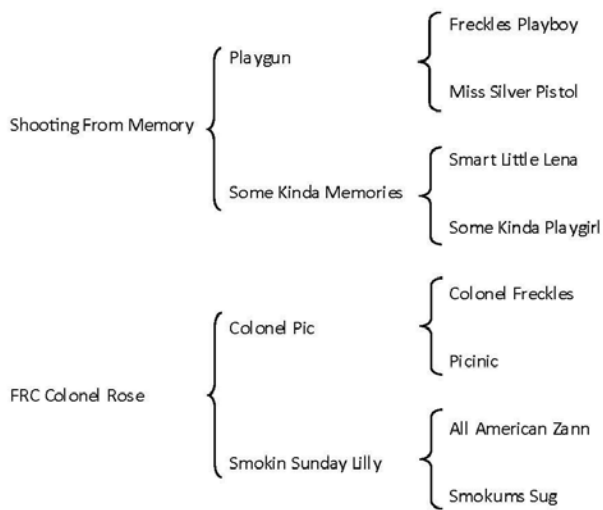 Freckles Playboy
Playgun
Miss Silver Pistol
Shooting From Memory
Smart Little Lena
Some Kinda Memories
Some Kinda Playgirl
Colonel Freckles
Colonel Pic
Picinic
FRC Colonel Rose
All American Zann
Smokin Sunday Lilly
Smokums Sug